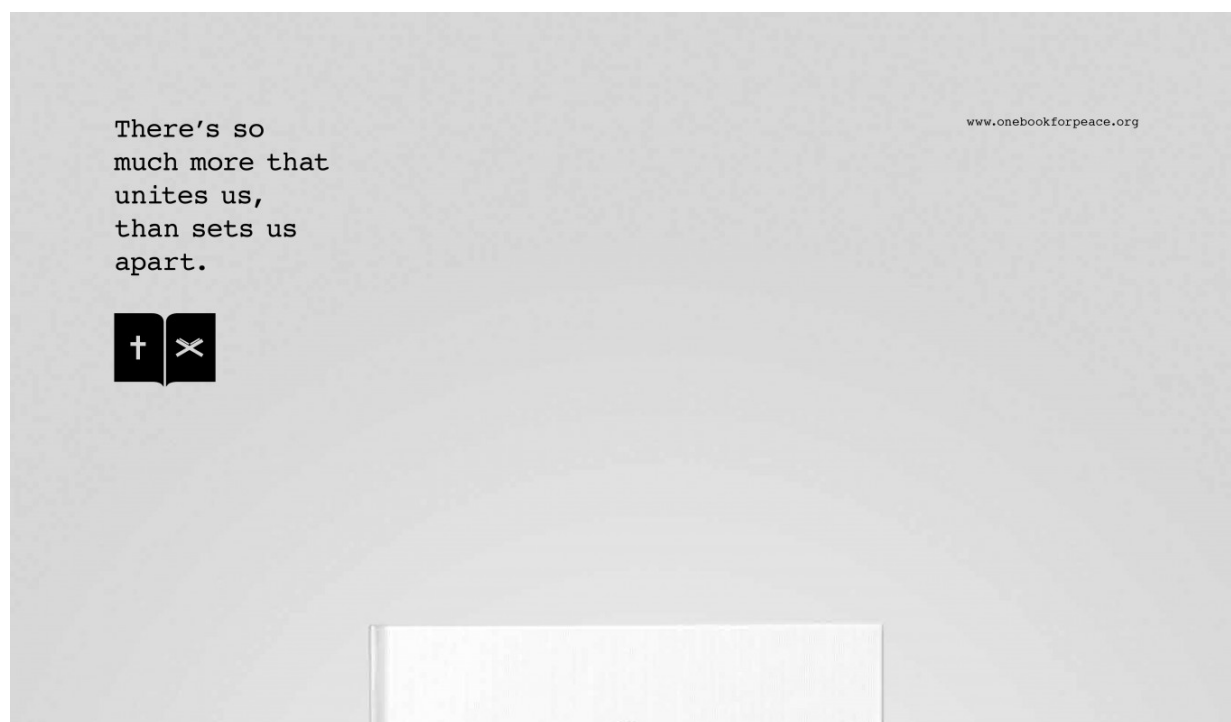 There's so
much more that
unites us,
than sets us
apart.
www.onebookforpeace.org